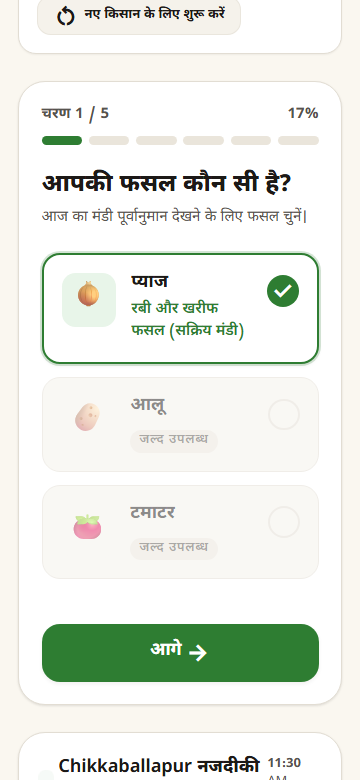 नए किसान के लिए शुरू करें
चरण 1 / 5
17%
आपकी फसल कौन सी है?
आज का मंडी पूर्वानुमान देखने के लिए फसल चुनें|
प्याज
रबी और खरीफ
फसल (सक्रिय मंडी)
आलू
जल्द उपलब्ध
टमाटर
जल्द उपलब्ध
आगे →
Chikkaballapur नजदीकी
11:30
AM